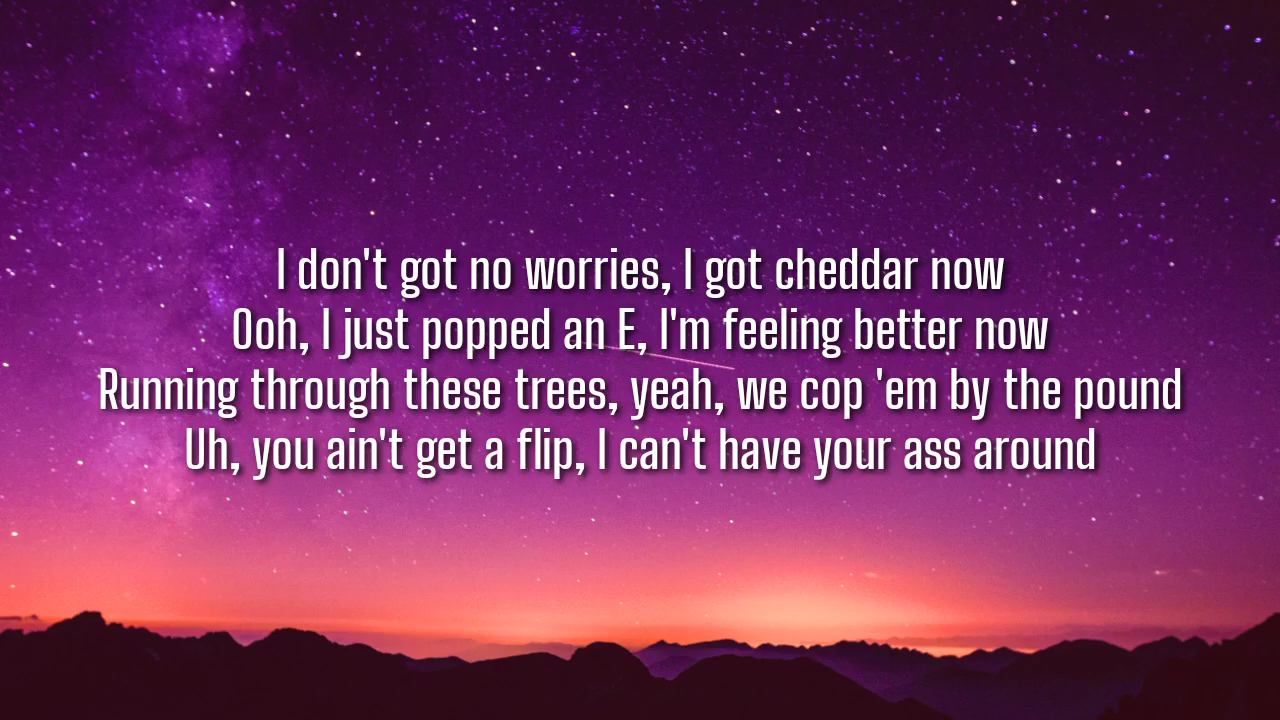 I don't got no worries, I got cheddar now
Ooh, I just popped an E, I'm feeling better now
Running through these trees, yeah, we cop 'em by the pound
Uh, you ain't get a flip, I can't have your ass around